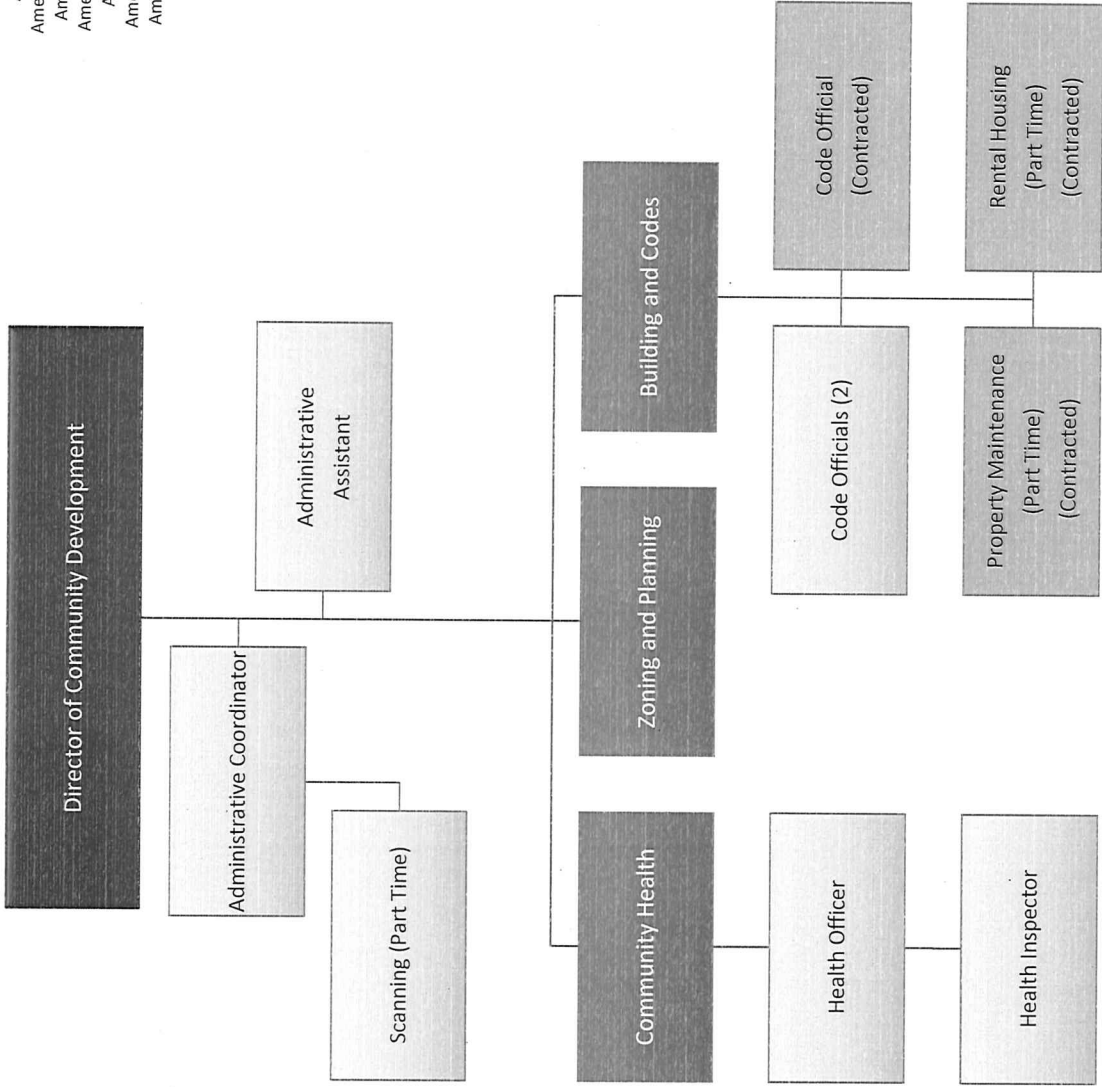 Director of Community Development
Administrative Coordinator
Administrative
Assistant
Scanning (Part Time)
Community Health
Zoning and Planning
Building and Codes
Health Officer
Code Officials (2)
Code Official
(Contracted)
Health Inspector
Property Maintenance
(Part Time)
(Contracted)
Rental Housing
(Part Time)
(Contracted)